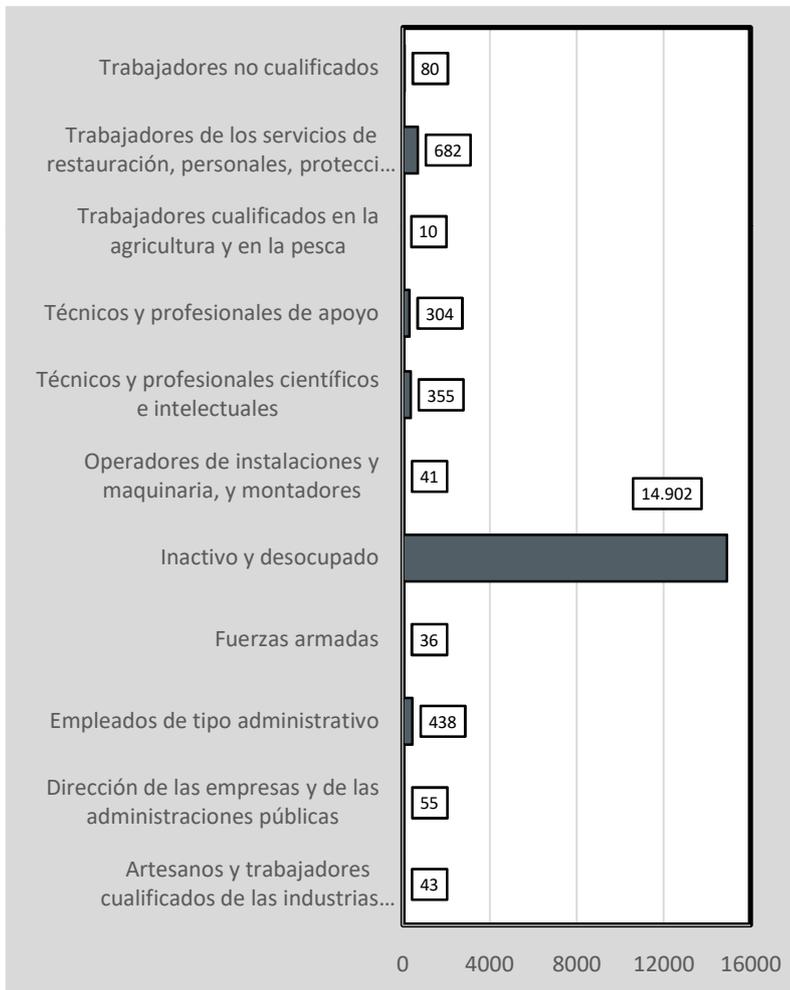 Trabajadores no cualificados
80
Trabajadores de los servicios de
restauración, personales, protecci...
682
Trabajadores cualificados en la
agricultura y en la pesca
10
Técnicos y profesionales de apoyo
304
Técnicos y profesionales científicos
e intelectuales
355
Operadores de instalaciones y
maquinaria, y montadores
41
14.902
Inactivo y desocupado
Fuerzas armadas
36
Empleados de tipo administrativo
438
Dirección de las empresas y de las
administraciones públicas
55
Artesanos y trabajadores
cualificados de las industrias...
43
0 4000 8000 12000 16000